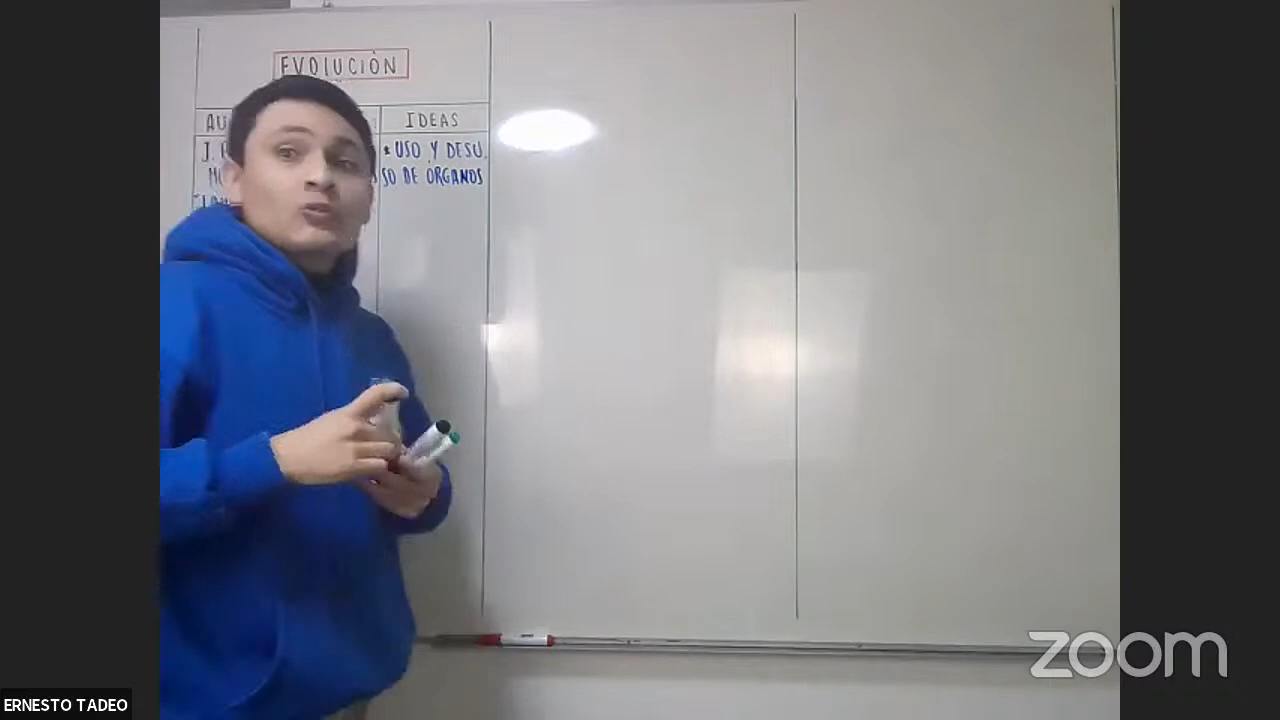 EVOLUCIÓN
IDEAS
* USO Y DESU
SO DE ORGANOS
zoom
ERNESTO TADEO